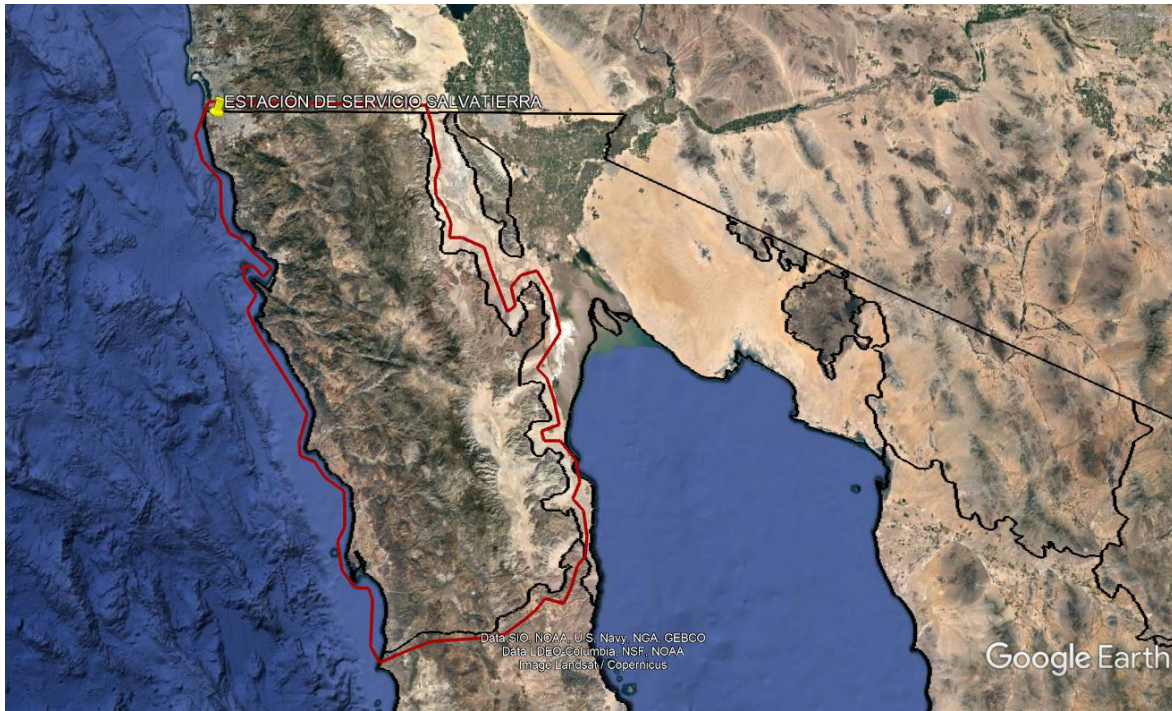 ESTACIÓN DE SERVICIO SALVATIERRA
Data SIO, NOAA, U.S. Navy, NGA, GEBCO
Data LDEO-Columbia, NSF, NOAA
Image Landsat / Copernicus
Google Earth